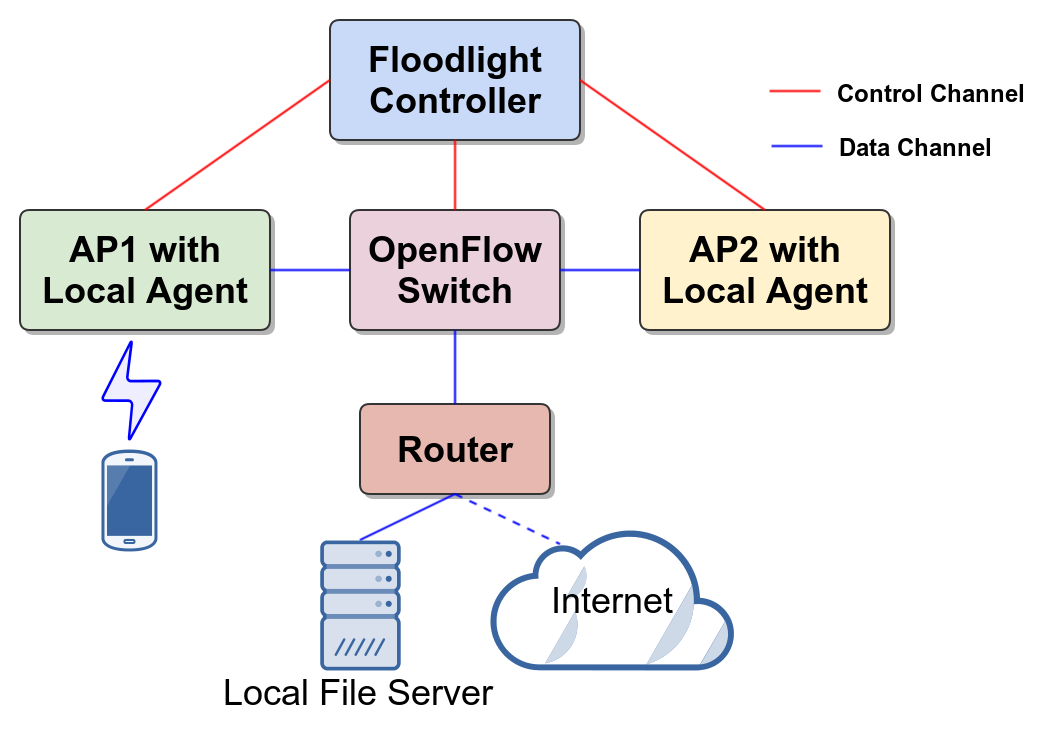 Floodlight
Controller
Control Channel
Data Channel
AP1 with
Local Agent
OpenFlow
Switch
AP2 with
Local Agent
Router
Internet
Local File Server